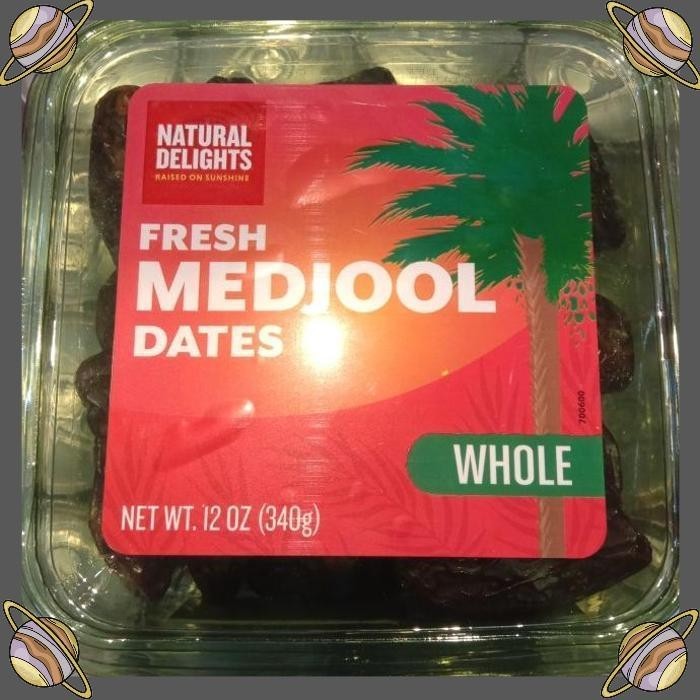 NATURAL
DELIGHTS
RAISED ON SUNSHINE
FRESH
MEDJOOL
DATES
700600
WHOLE
NET WT. 12 OZ (340g)